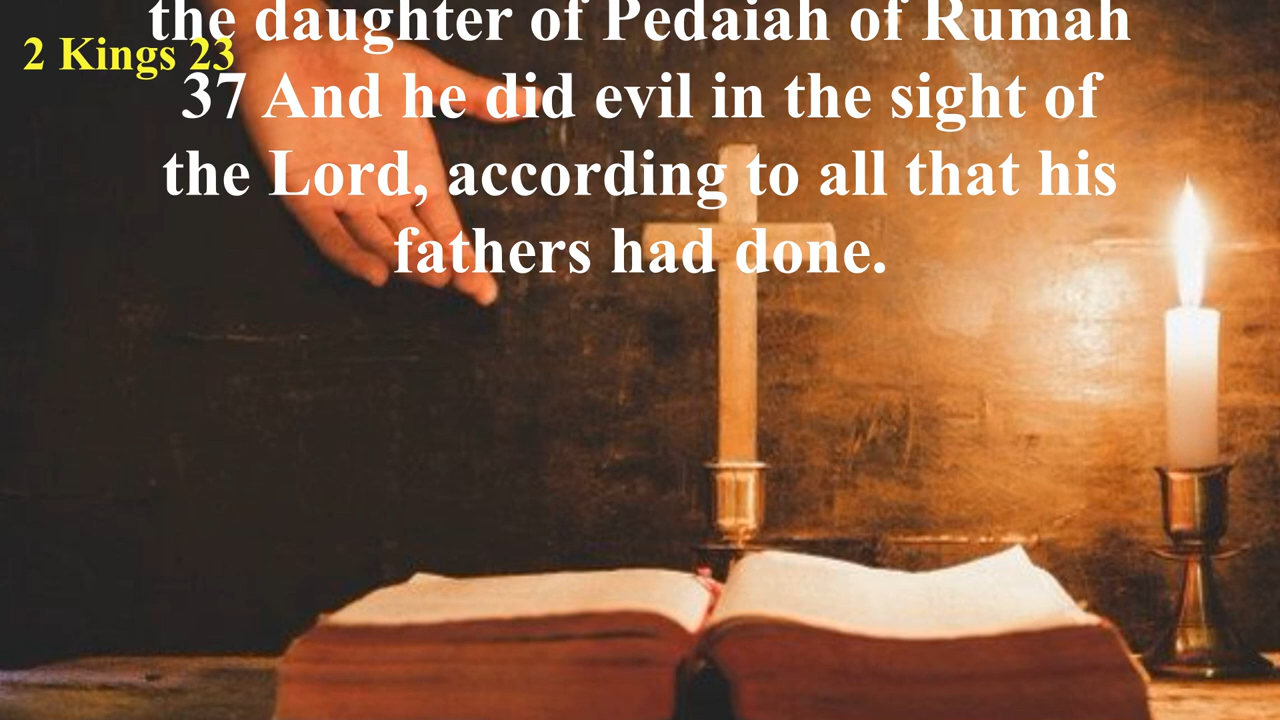 the daughter of Pedaiah of Rumah
2 Kings 23
37 And he did evil in the sight of
the Lord, according to all that his
fathers had done.